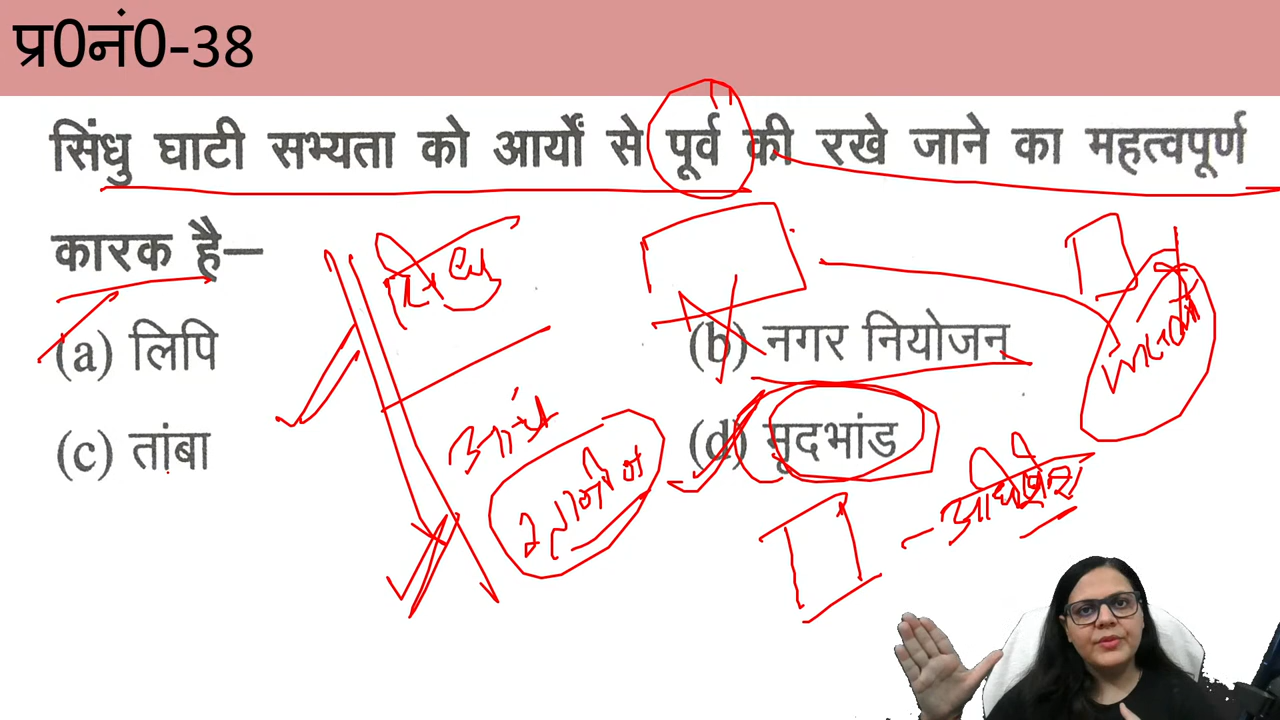 प्र0नं0-38
सिंधु घाटी सभ्यता को आर्यों से पूर्व की रखे जाने का महत्वपूर्ण
कारक है–
(a) लिपि
(b) नगर नियोजन
(c) तांबा
(d) मृदभांड
सिंधु